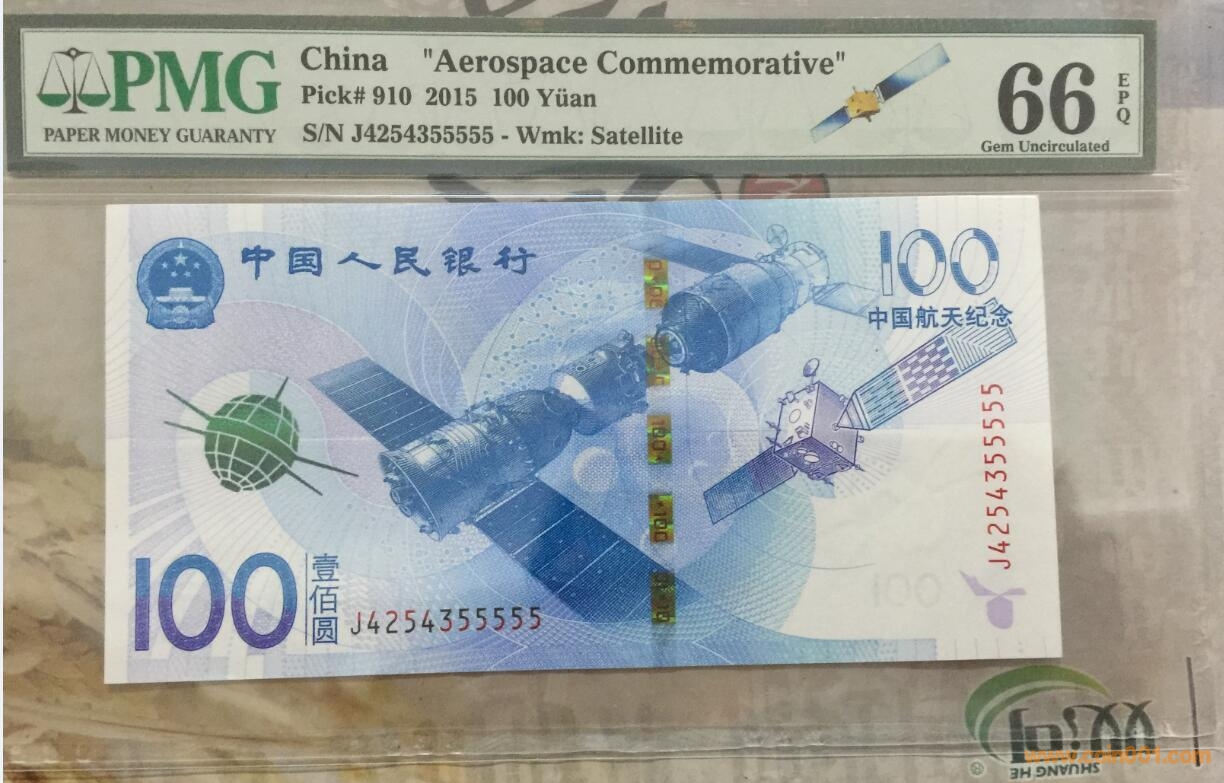 PMG
PAPER MONEY GUARANTY
China "Aerospace Commemorative"
Pick# 910 2015 100 Yüan
S/N J4254355555 - Wmk: Satellite
66
EPQ
Gem Uncirculated
中国人民银行
100
中国航天纪念
J4254355555
100
壹佰圆
J4254355555
SHUANG HE